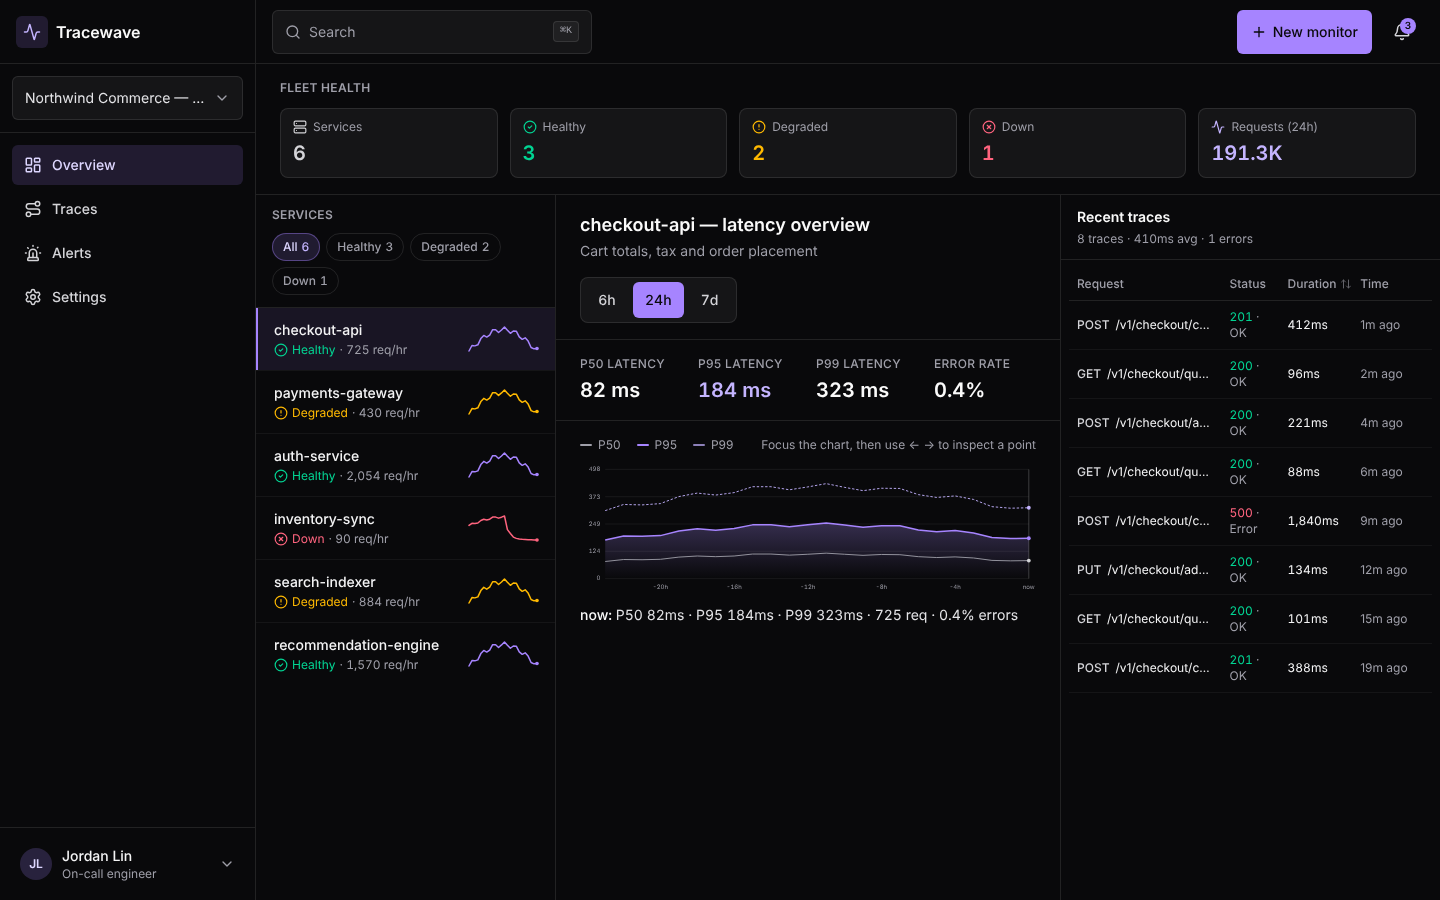 Tracewave
Search
⌘K
New monitor
3
Northwind Commerce — ...
Overview
Traces
Alerts
Settings
JL
Jordan Lin
On-call engineer
FLEET HEALTH
Services
6
Healthy
3
Degraded
2
Down
1
Requests (24h)
191.3K
SERVICES
All 6
Healthy 3
Degraded 2
Down 1
checkout-api
Healthy · 725 req/hr
payments-gateway
Degraded · 430 req/hr
auth-service
Healthy · 2,054 req/hr
inventory-sync
Down · 90 req/hr
search-indexer
Degraded · 884 req/hr
recommendation-engine
Healthy · 1,570 req/hr
checkout-api — latency overview
Cart totals, tax and order placement
6h
24h
7d
P50 LATENCY
82 ms
P95 LATENCY
184 ms
P99 LATENCY
323 ms
ERROR RATE
0.4%
P50
P95
P99
Focus the chart, then use ← → to inspect a point
498
373
249
124
0
-20h
-16h
-12h
-8h
-4h
now
now: P50 82ms · P95 184ms · P99 323ms · 725 req · 0.4% errors
Recent traces
8 traces · 410ms avg · 1 errors
Request Status Duration ↑↓ Time
POST /v1/checkout/c... 201 · OK 412ms 1m ago
GET /v1/checkout/qu... 200 · OK 96ms 2m ago
POST /v1/checkout/a... 200 · OK 221ms 4m ago
GET /v1/checkout/qu... 200 · OK 88ms 6m ago
POST /v1/checkout/c... 500 · Error 1,840ms 9m ago
PUT /v1/checkout/ad... 200 · OK 134ms 12m ago
GET /v1/checkout/qu... 200 · OK 101ms 15m ago
POST /v1/checkout/c... 201 · OK 388ms 19m ago